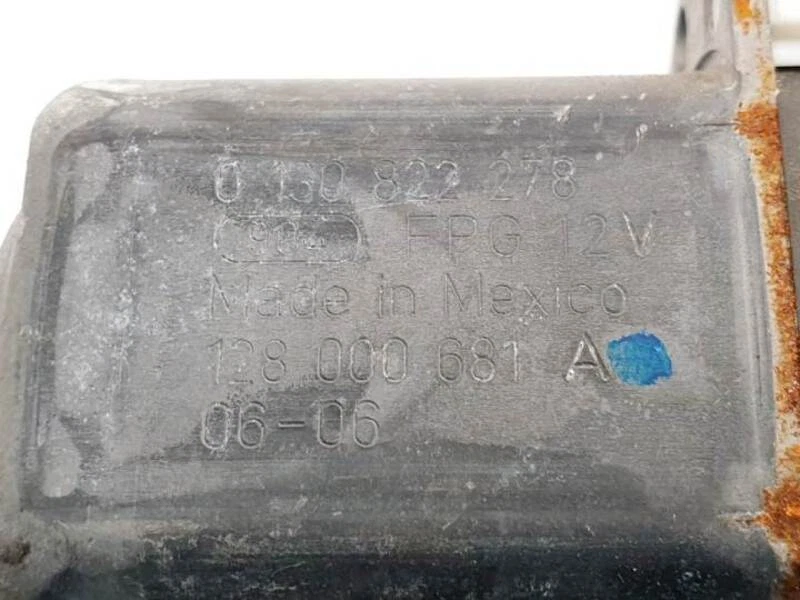 0 130 822 278
FPG 12V
Made in Mexico
128 000 681 A
06-06